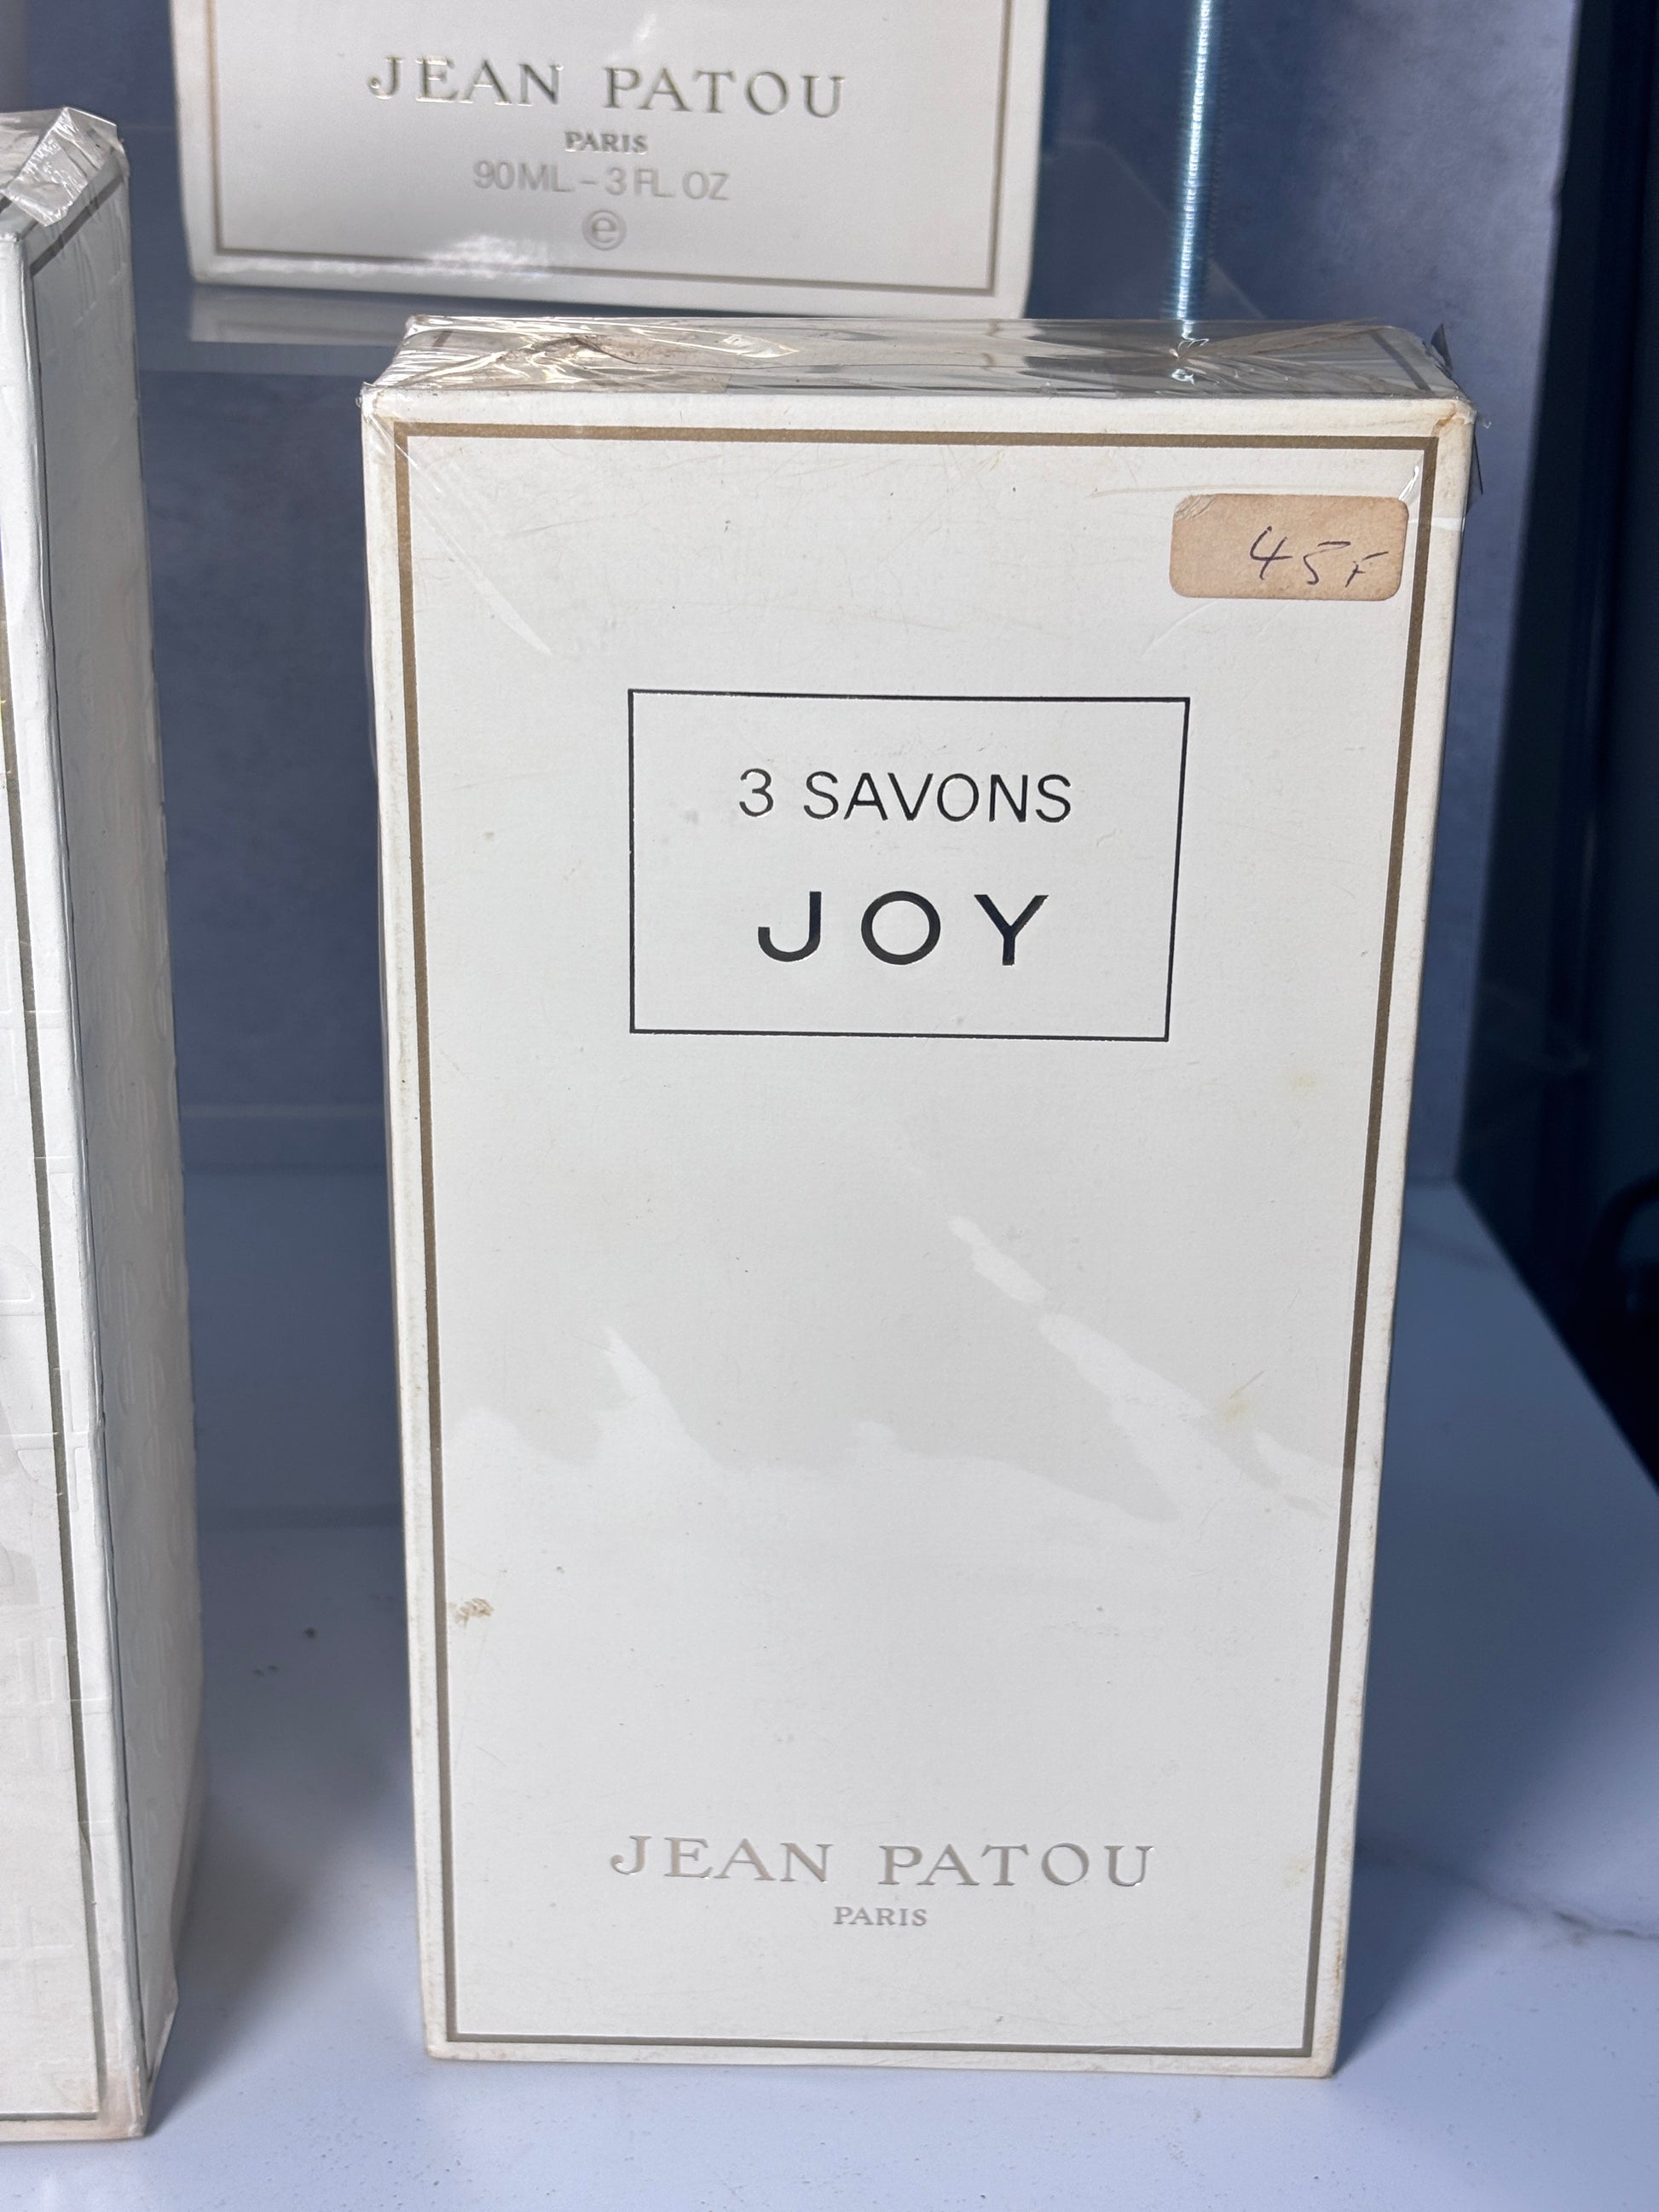 JEAN PATOU
PARIS
90ML - 3 FL. OZ
e
45F
3 SAVONS
JOY
JEAN PATOU
PARIS